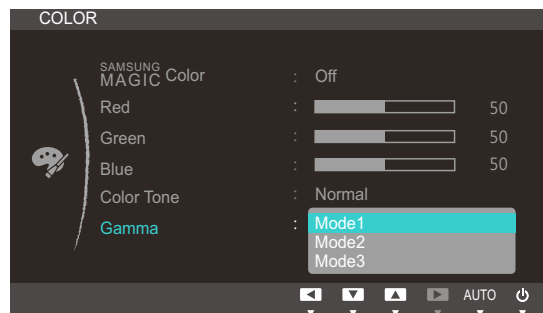 COLOR
SAMSUNG MAGIC Color : Off
Red : 50
Green : 50
Blue : 50
Color Tone : Normal
Gamma : Mode1
Mode2
Mode3
AUTO